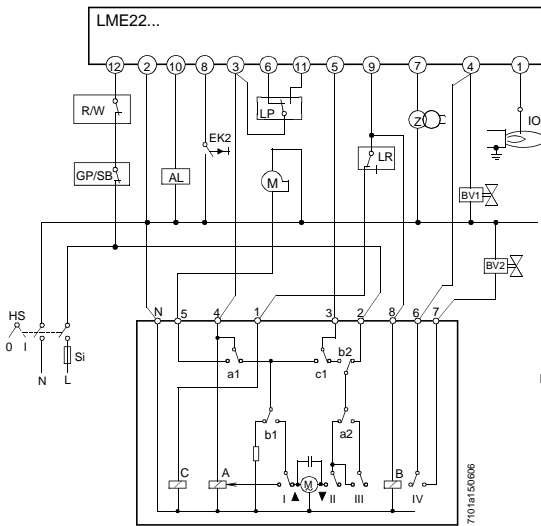 LME22...
12 2 10 8 3 6 11 5 9 7 4 1
R/W
LP
Z
IO
EK2
LR
GP/SB
AL
M
BV1
BV2
HS
0 I
Si
N L
N 5 4 1 3 2 8 6 7
a1 c1 b2
b1 a2
C A I M II III B IV
7101a15/0606